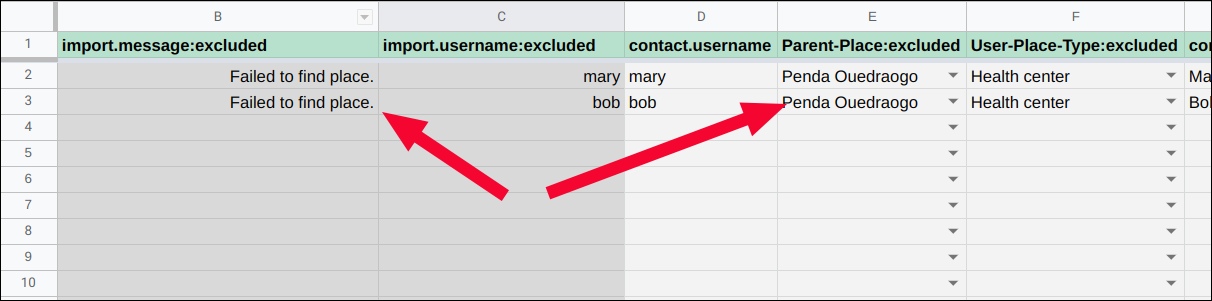 B C D E F
1 import.message:excluded import.username:excluded contact.username Parent-Place:excluded User-Place-Type:excluded con
2 Failed to find place. mary mary Penda Ouedraogo Health center Ma
3 Failed to find place. bob bob Penda Ouedraogo Health center Bob
4
5
6
7
8
9
10